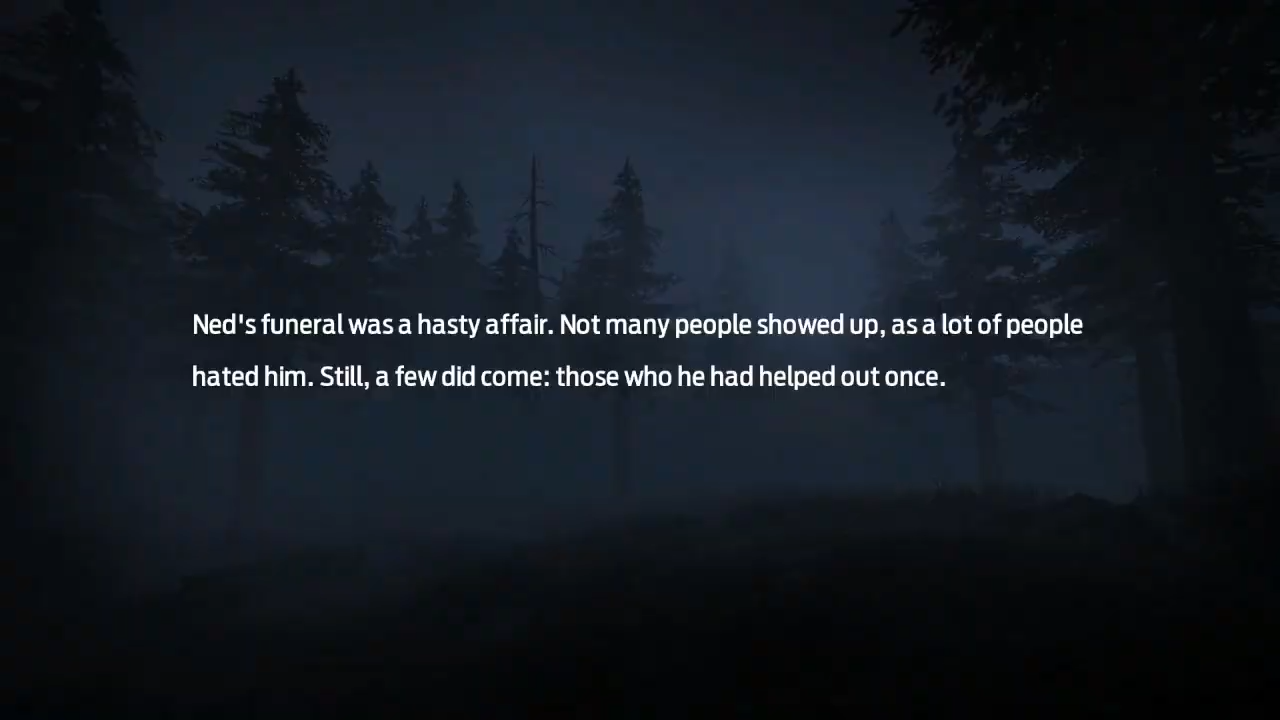 Ned's funeral was a hasty affair. Not many people showed up, as a lot of people
hated him. Still, a few did come: those who he had helped out once.